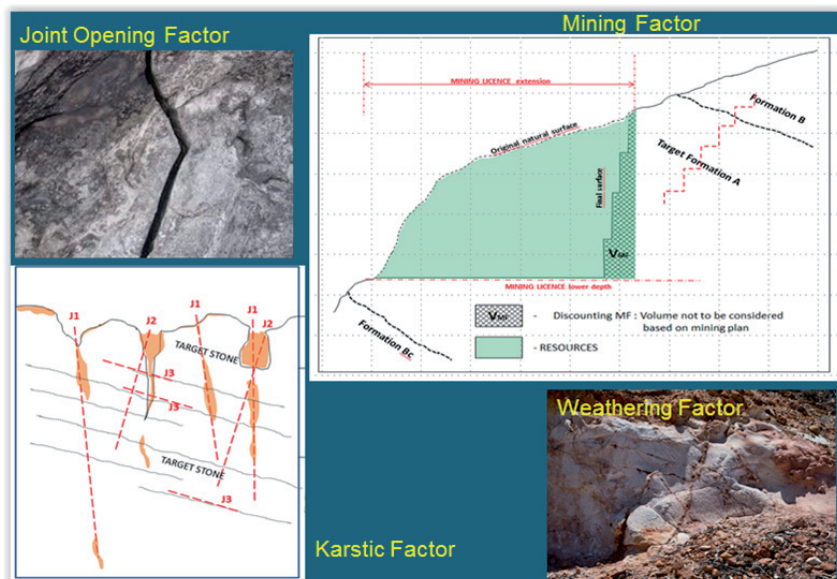 Joint Opening Factor
Mining Factor
MINING LICENCE extension
Original natural surface
Formation B
Target Formation A
Final surface
VMF
MINING LICENCE lower depth
Formation Bc
VMF - Discounting MF : Volume not to be considered
based on mining plan
- RESOURCES
J1
J2
J1
J1
J2
TARGET STONE
J3
J3
TARGET STONE
J3
Karstic Factor
Weathering Factor